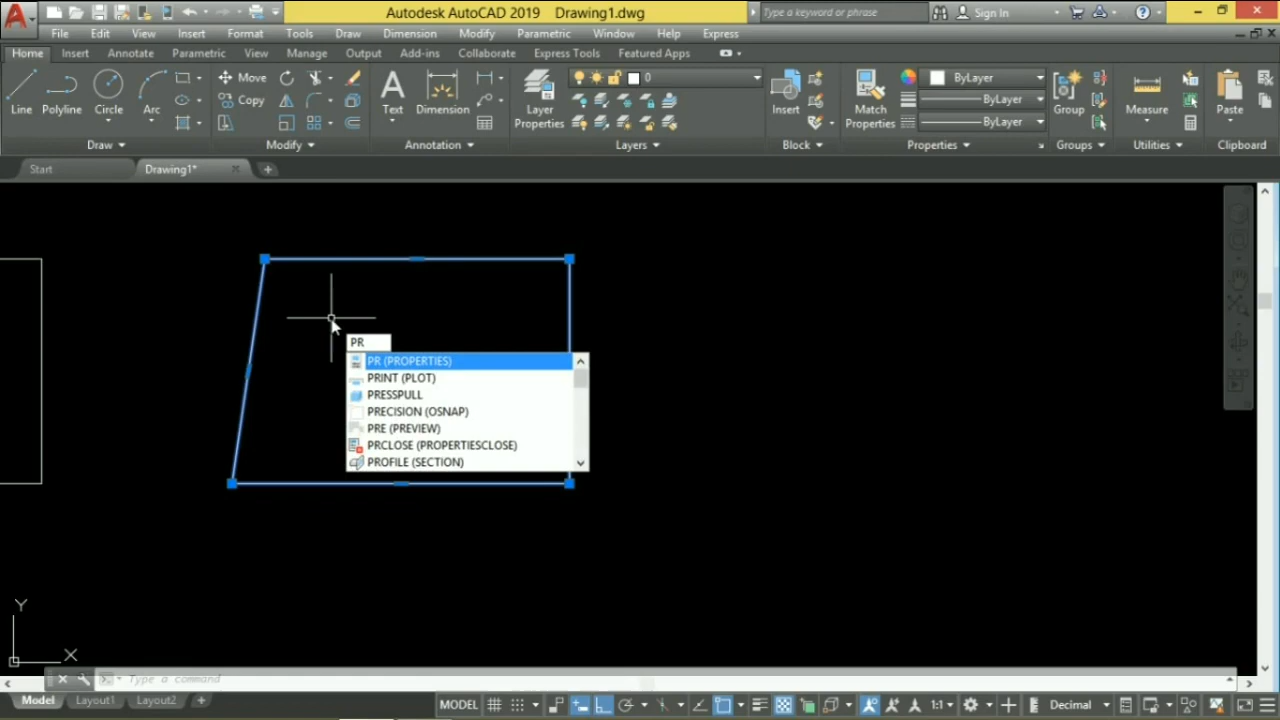 Autodesk AutoCAD 2019 Drawing1.dwg
Type a keyword or phrase
Sign In
File Edit View Insert Format Tools Draw Dimension Modify Parametric Window Help Express
Home Insert Annotate Parametric View Insert Manage Output Add-ins Collaborate Express Tools Featured Apps
Line Polyline Circle Arc
Move
Copy
Text Dimension
Layer Properties
0
Insert
Match Properties
ByLayer
ByLayer
ByLayer
Group
Measure
Paste
Draw Modify Annotation Layers Block Properties Groups Utilities Clipboard
Start Drawing1*
PR
PR (PROPERTIES)
PRINT (PLOT)
PRESSPULL
PRECISION (OSNAP)
PRE (PREVIEW)
PRCLOSE (PROPERTIESCLOSE)
PROFILE (SECTION)
Y
X
Type a command
Model Layout1 Layout2 +
MODEL 1:1 Decimal